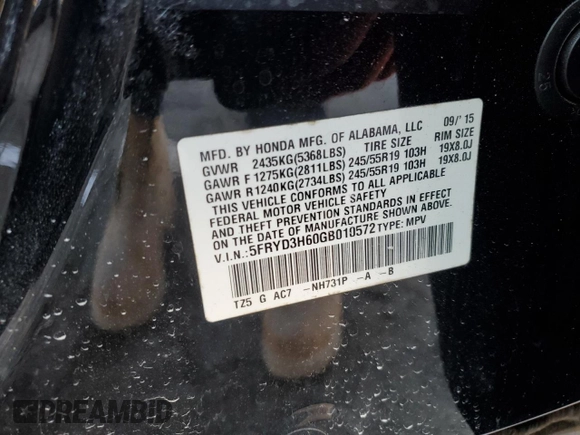 MFD. BY HONDA MFG. OF ALABAMA, LLC 09/'15
GVWR 2435KG(5368LBS) TIRE SIZE RIM SIZE
GAWR F 1275KG(2811LBS) 245/55R19 103H 19X8.0J
GAWR R 1240KG(2734LBS) 245/55R19 103H 19X8.0J
THIS VEHICLE CONFORMS TO ALL APPLICABLE
FEDERAL MOTOR VEHICLE SAFETY
AND THEFT PREVENTION STANDARDS IN EFFECT
ON THE DATE OF MANUFACTURE SHOWN ABOVE.
V.I.N.:5FRYD3H60GB010572 TYPE: MPV
TZ5 G AC7 -NH731P -A -B
PREAMBID